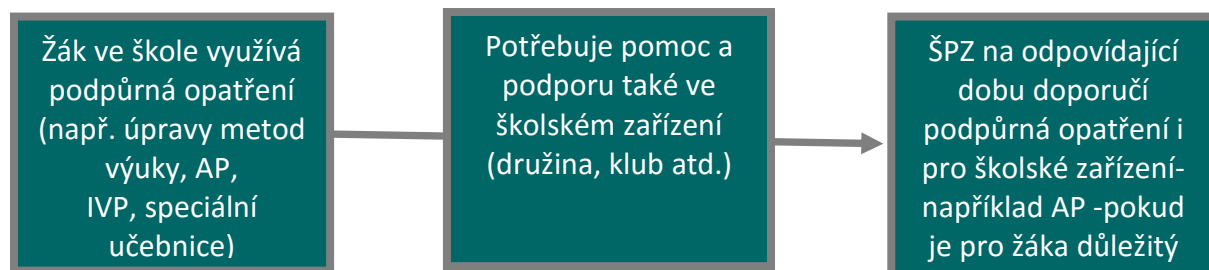 Žák ve škole využívá
podpůrná opatření
(např. úpravy metod
výuky, AP,
IVP, speciální
učebnice)
Potřebuje pomoc a
podporu také ve
školském zařízení
(družina, klub atd.)
ŠPZ na odpovídající
dobu doporučí
podpůrná opatření i
pro školské zařízení-
například AP -pokud
je pro žáka důležitý